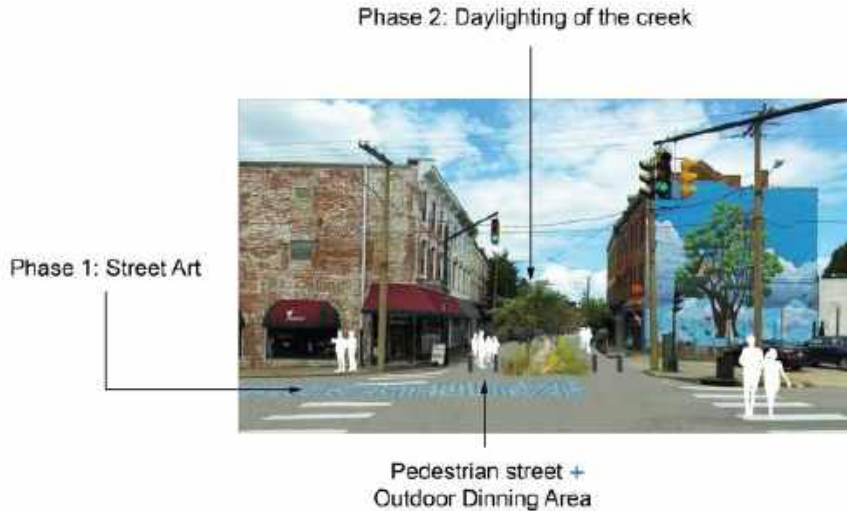 Phase 2: Daylighting of the creek
Phase 1: Street Art
Pedestrian street +
Outdoor Dinning Area